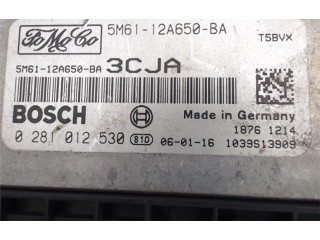 FoMoCo 5M61-12A650-BA T5BVX
5M61-12A650-BA 3CJA
BOSCH Made in Germany
1876 1214
0 281 012 530 810 06-01-16 1039S13909